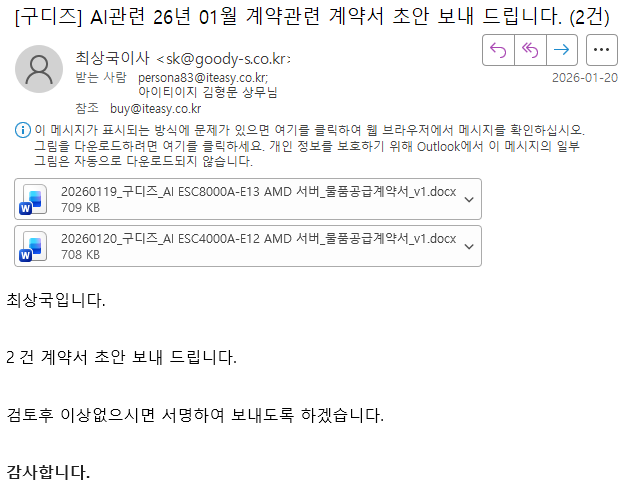 [구디즈] AI관련 26년 01월 계약관련 계약서 초안 보내 드립니다. (2건)
최상국이사 <sk@goody-s.co.kr>
받는 사람 persona83@iteasy.co.kr;
아이티이지 김형문 상무님
2026-01-20
참조 buy@iteasy.co.kr
이 메시지가 표시되는 방식에 문제가 있으면 여기를 클릭하여 웹 브라우저에서 메시지를 확인하십시오.
그림을 다운로드하려면 여기를 클릭하세요. 개인 정보를 보호하기 위해 Outlook에서 이 메시지의 일부
그림은 자동으로 다운로드되지 않습니다.
20260119_구디즈_AI ESC8000A-E13 AMD 서버_물품공급계약서_v1.docx
709 KB
20260120_구디즈_AI ESC4000A-E12 AMD 서버_물품공급계약서_v1.docx
708 KB
최상국입니다.
2 건 계약서 초안 보내 드립니다.
검토후 이상없으시면 서명하여 보내도록 하겠습니다.
감사합니다.